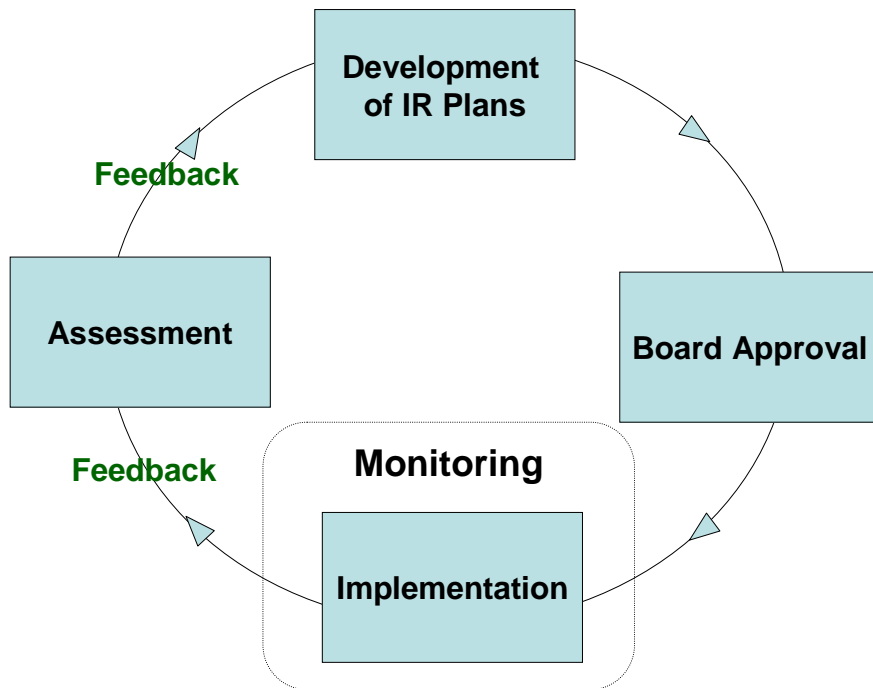 Development
of IR Plans
Feedback
Assessment
Board Approval
Feedback
Monitoring
Implementation